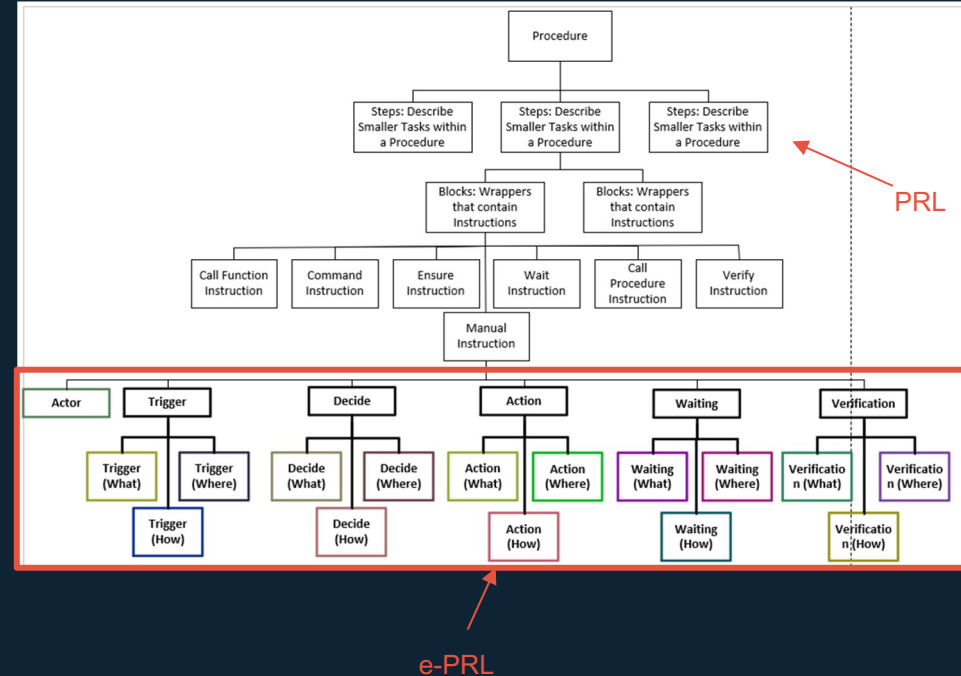 Procedure
Steps: Describe
Smaller Tasks within
a Procedure
Steps: Describe
Smaller Tasks within
a Procedure
Steps: Describe
Smaller Tasks within
a Procedure
PRL
Blocks: Wrappers
that contain
Instructions
Blocks: Wrappers
that contain
Instructions
Call Function
Instruction
Command
Instruction
Ensure
Instruction
Wait
Instruction
Call
Procedure
Instruction
Verify
Instruction
Manual
Instruction
Actor
Trigger
Decide
Action
Waiting
Verification
Trigger
(What)
Trigger
(Where)
Decide
(What)
Decide
(Where)
Action
(What)
Action
(Where)
Waiting
(What)
Waiting
(Where)
Verificatio
n (What)
Verificatio
n (Where)
Trigger
(How)
Decide
(How)
Action
(How)
Waiting
(How)
Verificatio
n (How)
e-PRL